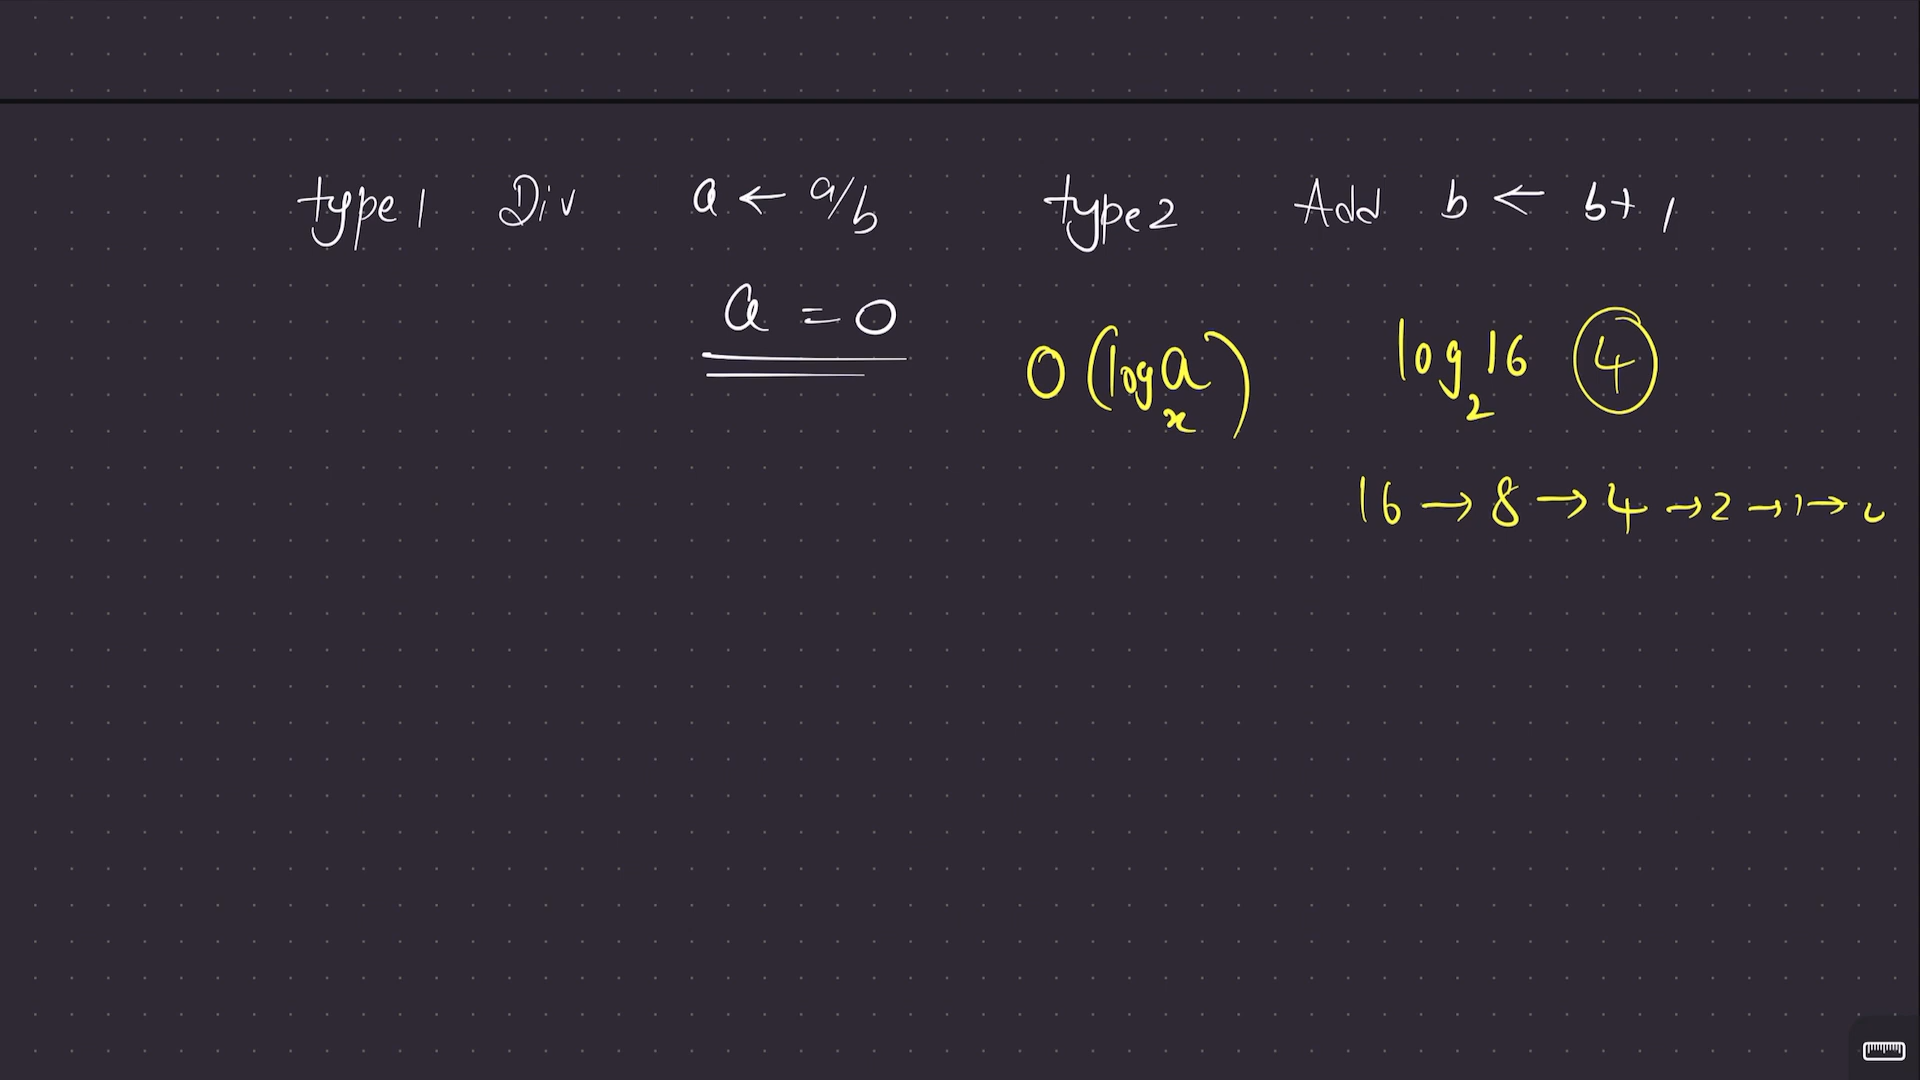 type 1 Div a ← a/b type 2 Add b ← b + 1
a = 0
O (log a x) log 2 16 4
16 → 8 → 4 → 2 → 1 → 0